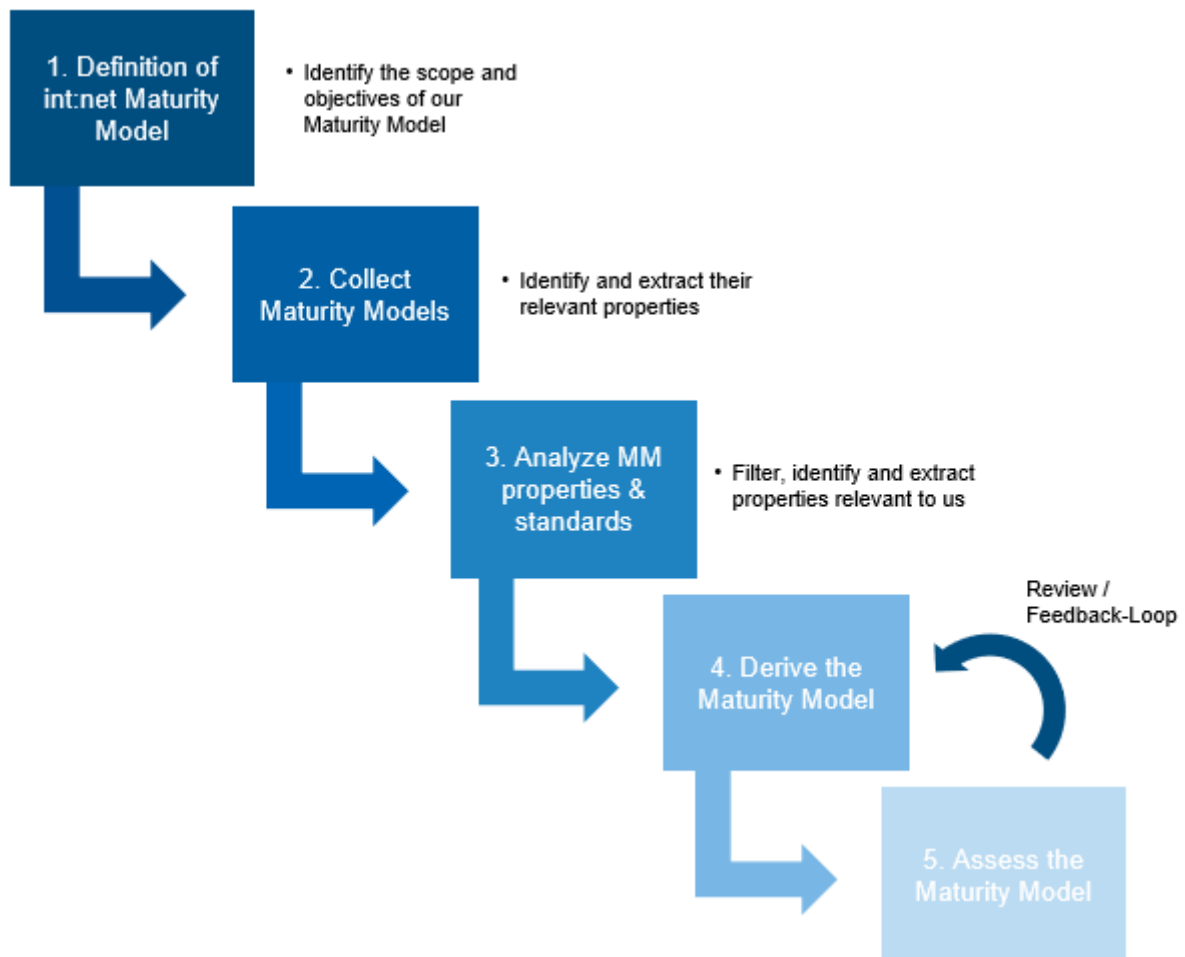 1. Definition of
int:net Maturity
Model
• Identify the scope and
objectives of our
Maturity Model
2. Collect
Maturity Models
• Identify and extract their
relevant properties
3. Analyze MM
properties &
standards
• Filter, identify and extract
properties relevant to us
Review /
Feedback-Loop
4. Derive the
Maturity Model
5. Assess the
Maturity Model